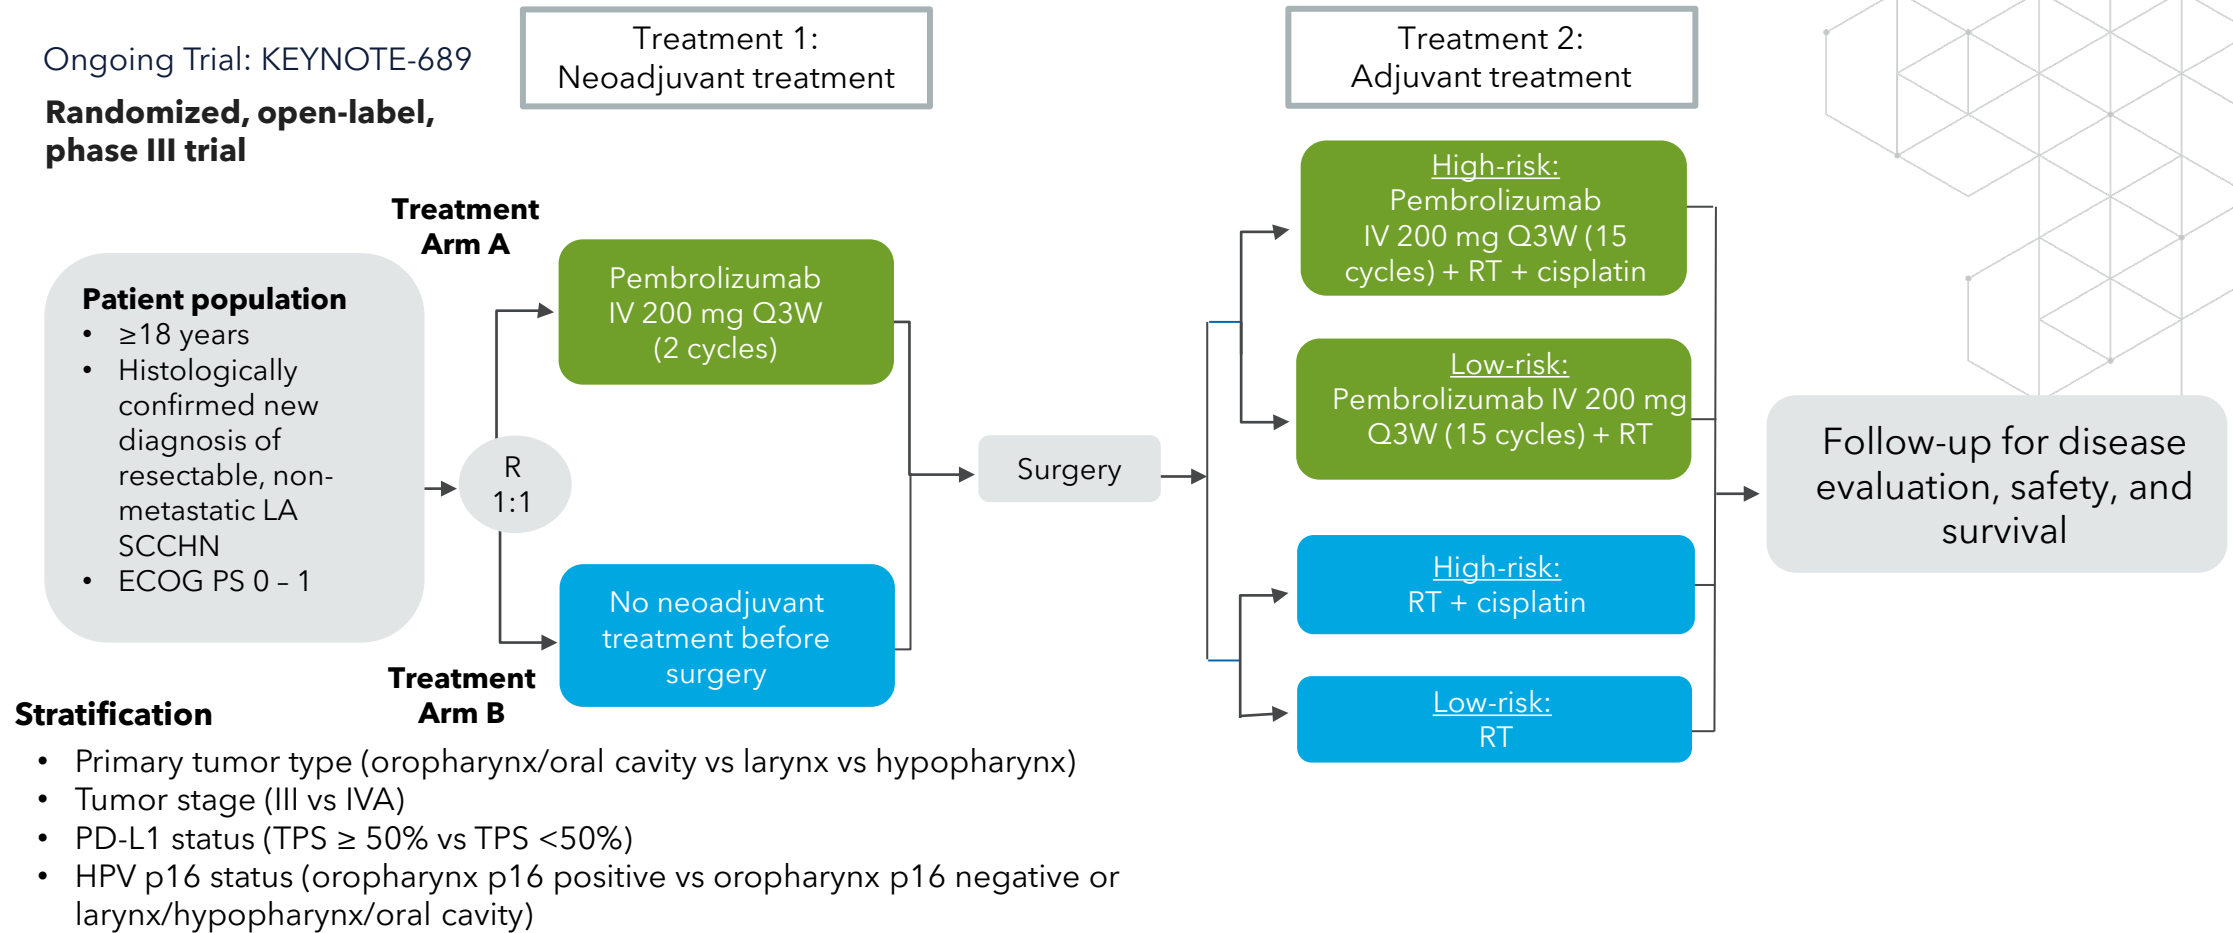 Ongoing Trial: KEYNOTE-689
Randomized, open-label,
phase III trial
Treatment 1:
Neoadjuvant treatment
Treatment 2:
Adjuvant treatment
Patient population
• ≥18 years
• Histologically
confirmed new
diagnosis of
resectable, non-
metastatic LA
SCCHN
• ECOG PS 0 – 1
R
1:1
Treatment
Arm A
Pembrolizumab
IV 200 mg Q3W
(2 cycles)
Treatment
Arm B
No neoadjuvant
treatment before
surgery
Surgery
High-risk:
Pembrolizumab
IV 200 mg Q3W (15
cycles) + RT + cisplatin
Low-risk:
Pembrolizumab IV 200 mg
Q3W (15 cycles) + RT
High-risk:
RT + cisplatin
Low-risk:
RT
Follow-up for disease
evaluation, safety, and
survival
Stratification
• Primary tumor type (oropharynx/oral cavity vs larynx vs hypopharynx)
• Tumor stage (III vs IVA)
• PD-L1 status (TPS ≥ 50% vs TPS <50%)
• HPV p16 status (oropharynx p16 positive vs oropharynx p16 negative or
larynx/hypopharynx/oral cavity)